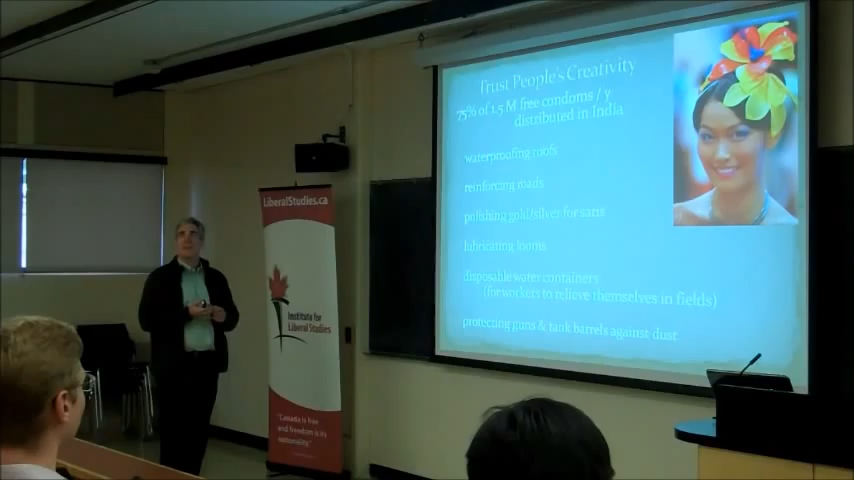 Trust People's Creativity
75% of 1.5 M free condoms / y
distributed in India
waterproofing roofs
reinforcing roads
polishing gold/silver for saris
lubricating looms
disposable water containers
(for workers to relieve themselves in fields)
protecting guns & tank barrels against dust
LiberalStudies.ca
Institute for
Liberal Studies
"Canada is free
and freedom is its
nationality."